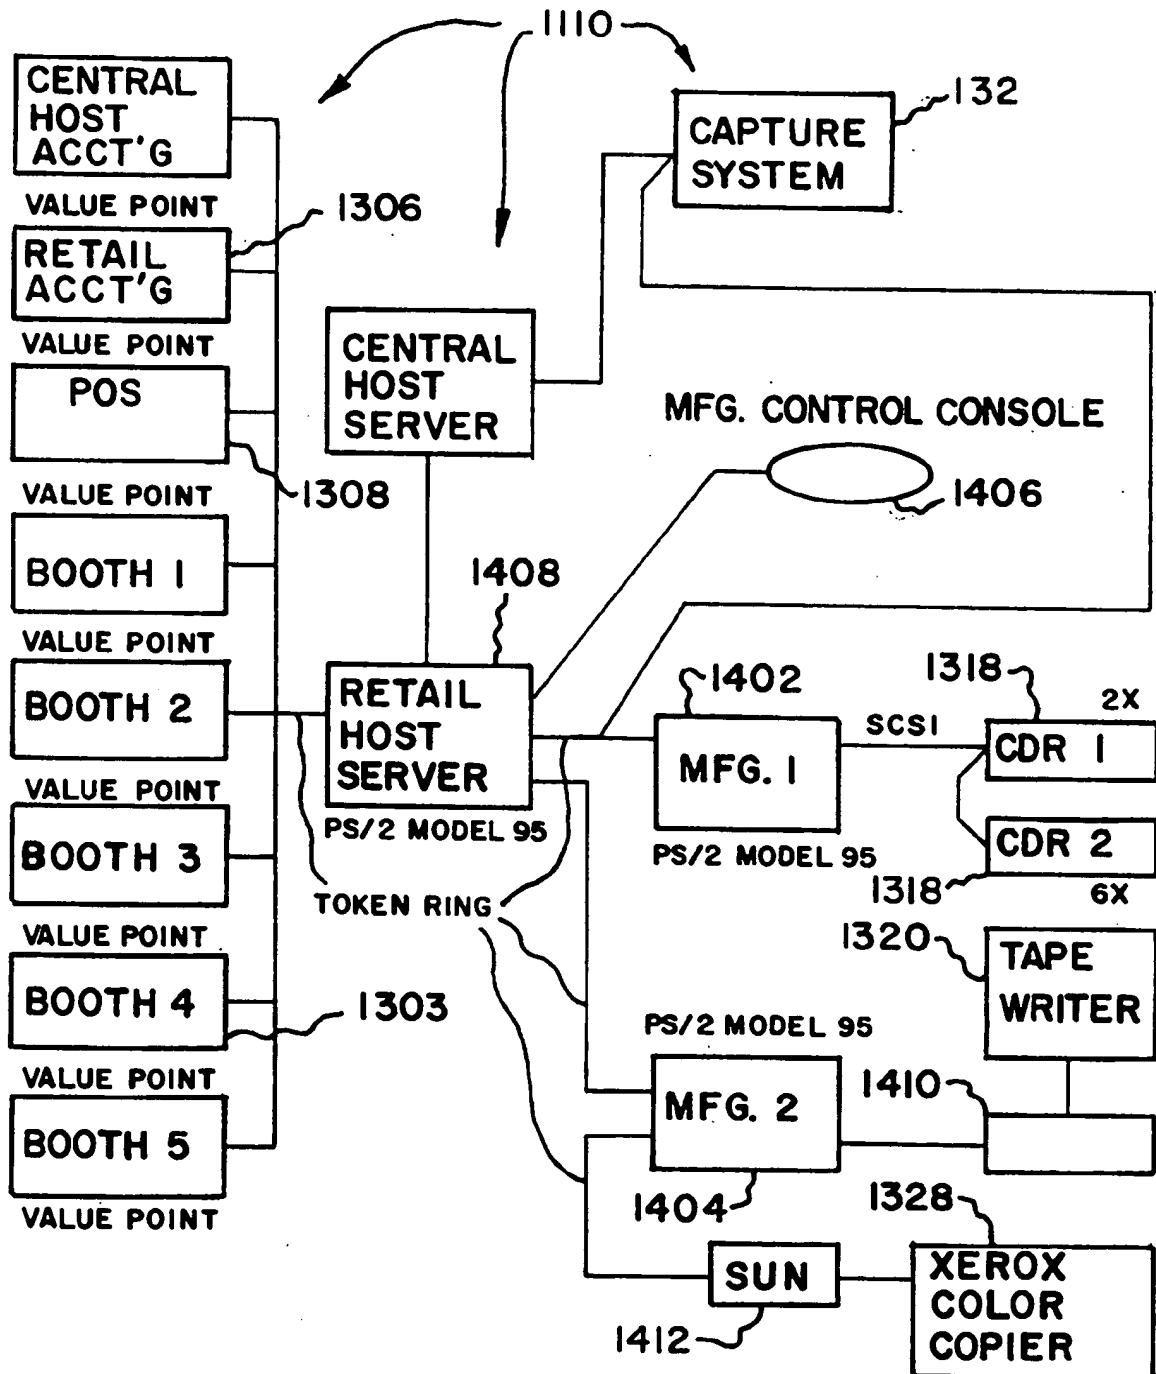 1110
CENTRAL
HOST
ACCT'G
VALUE POINT
1306
RETAIL
ACCT'G
VALUE POINT
POS
1308
VALUE POINT
BOOTH 1
VALUE POINT
BOOTH 2
VALUE POINT
BOOTH 3
VALUE POINT
BOOTH 4
1303
VALUE POINT
BOOTH 5
VALUE POINT
132
CAPTURE
SYSTEM
CENTRAL
HOST
SERVER
MFG. CONTROL CONSOLE
1406
1408
RETAIL
HOST
SERVER
PS/2 MODEL 95
TOKEN RING
1402
MFG. 1
PS/2 MODEL 95
SCSI
1318
2X
CDR 1
CDR 2
1318
6X
1320
TAPE
WRITER
PS/2 MODEL 95
MFG. 2
1404
1410
1328
SUN
1412
XEROX
COLOR
COPIER